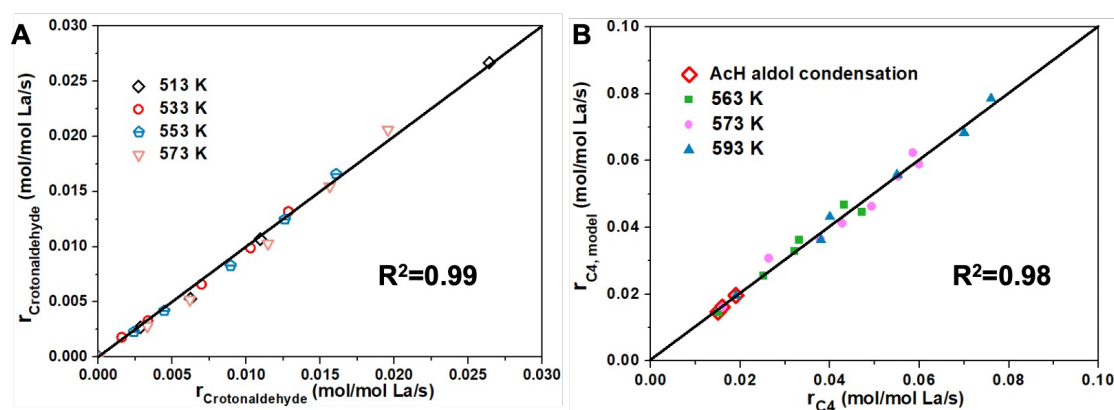 A
0.030
0.025
0.020
0.015
0.010
0.005
0.000
r_Crotonaldehyde (mol/mol La/s)
513 K
533 K
553 K
573 K
R²=0.99
0.000 0.005 0.010 0.015 0.020 0.025 0.030
r_Crotonaldehyde (mol/mol La/s)
B
0.10
0.08
0.06
0.04
0.02
0.00
r_C4, model (mol/mol La/s)
AcH aldol condensation
563 K
573 K
593 K
R²=0.98
0.00 0.02 0.04 0.06 0.08 0.10
r_C4 (mol/mol La/s)